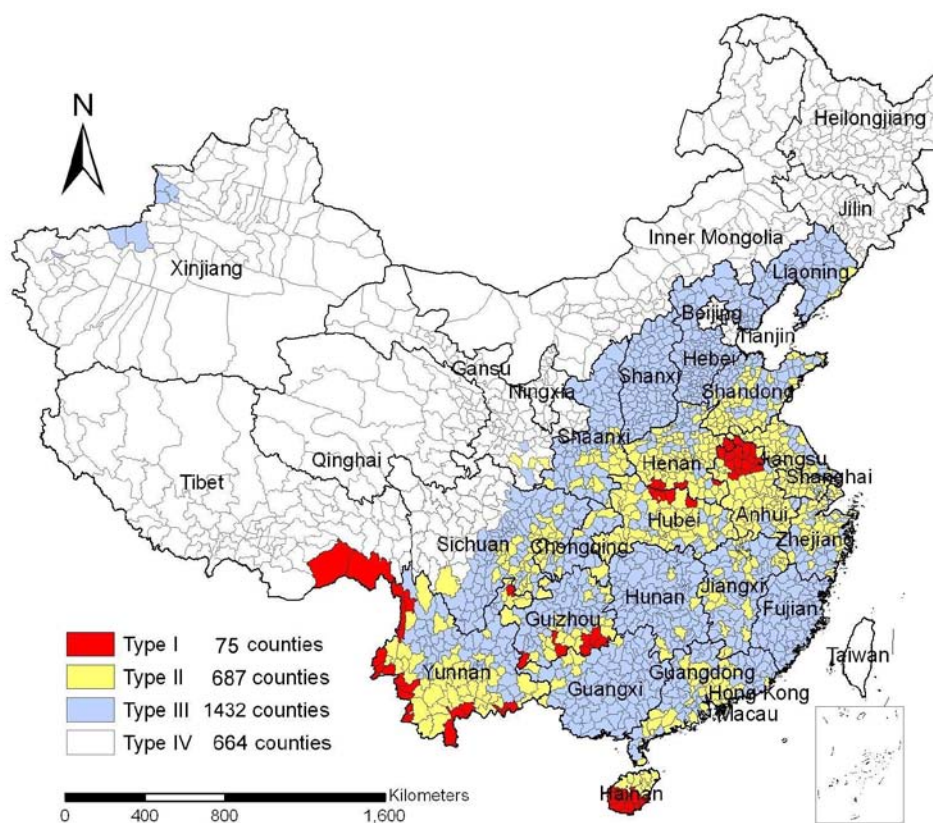 N
Heilongjiang
Jilin
Inner Mongolia
Liaoning
Xinjiang
Beijing
Tianjin
Hebei
Gansu
Shanxi
Ningxia
Shandong
Shaanxi
Qinghai
Henan
Jiangsu
Tibet
Shanghai
Hubei
Anhui
Sichuan
Chongqing
Zhejiang
Jiangxi
Hunan
Fujian
Guizhou
Type I 75 counties
Taiwan
Yunnan
Guangdong
Type II 687 counties
Guangxi
Hong Kong
Type III 1432 counties
Macau
Type IV 664 counties
Hainan
Kilometers
0 400 800 1,600